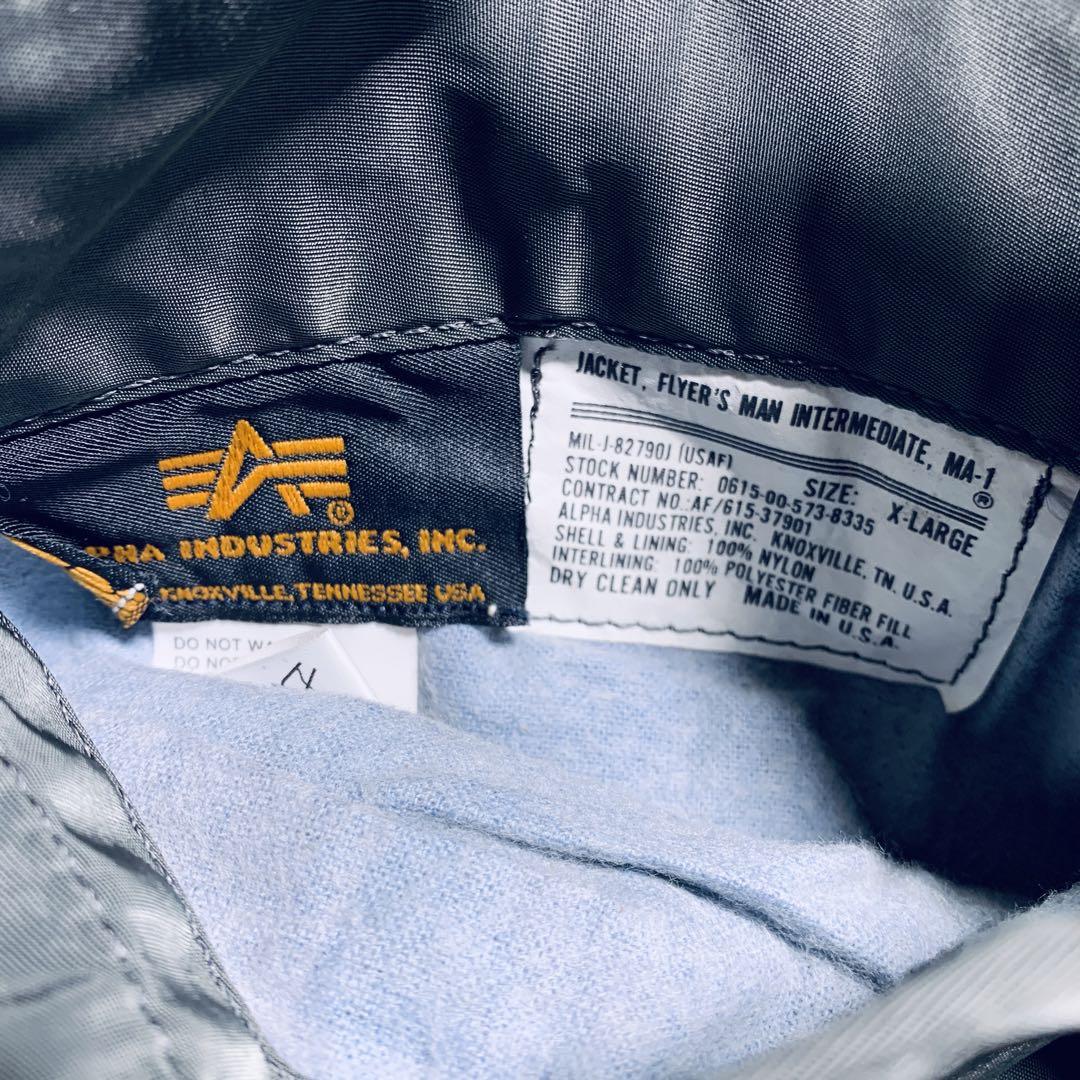 ®
PHA INDUSTRIES, INC.
KNOXVILLE, TENNESSEE USA
DO NOT
DO
N
JACKET, FLYER'S MAN INTERMEDIATE, MA-1
®
MIL-J-82790J (USAF) SIZE: X-LARGE
STOCK NUMBER: 0615-00-573-8335
CONTRACT NO.: AF/615-37901
ALPHA INDUSTRIES, INC. KNOXVILLE, TN. U.S.A.
SHELL & LINING: 100% NYLON
INTERLINING: 100% POLYESTER FIBER FILL
DRY CLEAN ONLY MADE IN U.S.A.